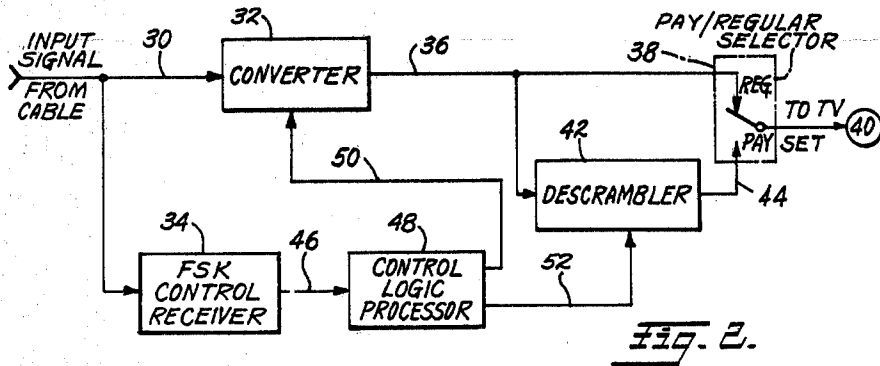 INPUT
SIGNAL
FROM
CABLE
30
32
CONVERTER
36
PAY/REGULAR
SELECTOR
38
REG
PAY
TO TV
SET
40
42
DESCRAMBLER
44
50
34
FSK
CONTROL
RECEIVER
46
48
CONTROL
LOGIC
PROCESSOR
52
Fig. 2.